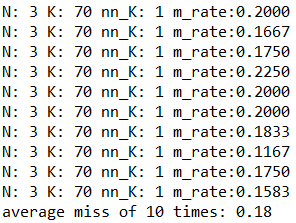 N: 3 K: 70 nn_K: 1 m_rate:0.2000
N: 3 K: 70 nn_K: 1 m_rate:0.1667
N: 3 K: 70 nn_K: 1 m_rate:0.1750
N: 3 K: 70 nn_K: 1 m_rate:0.2250
N: 3 K: 70 nn_K: 1 m_rate:0.2000
N: 3 K: 70 nn_K: 1 m_rate:0.2000
N: 3 K: 70 nn_K: 1 m_rate:0.1833
N: 3 K: 70 nn_K: 1 m_rate:0.1167
N: 3 K: 70 nn_K: 1 m_rate:0.1750
N: 3 K: 70 nn_K: 1 m_rate:0.1583
average miss of 10 times: 0.18